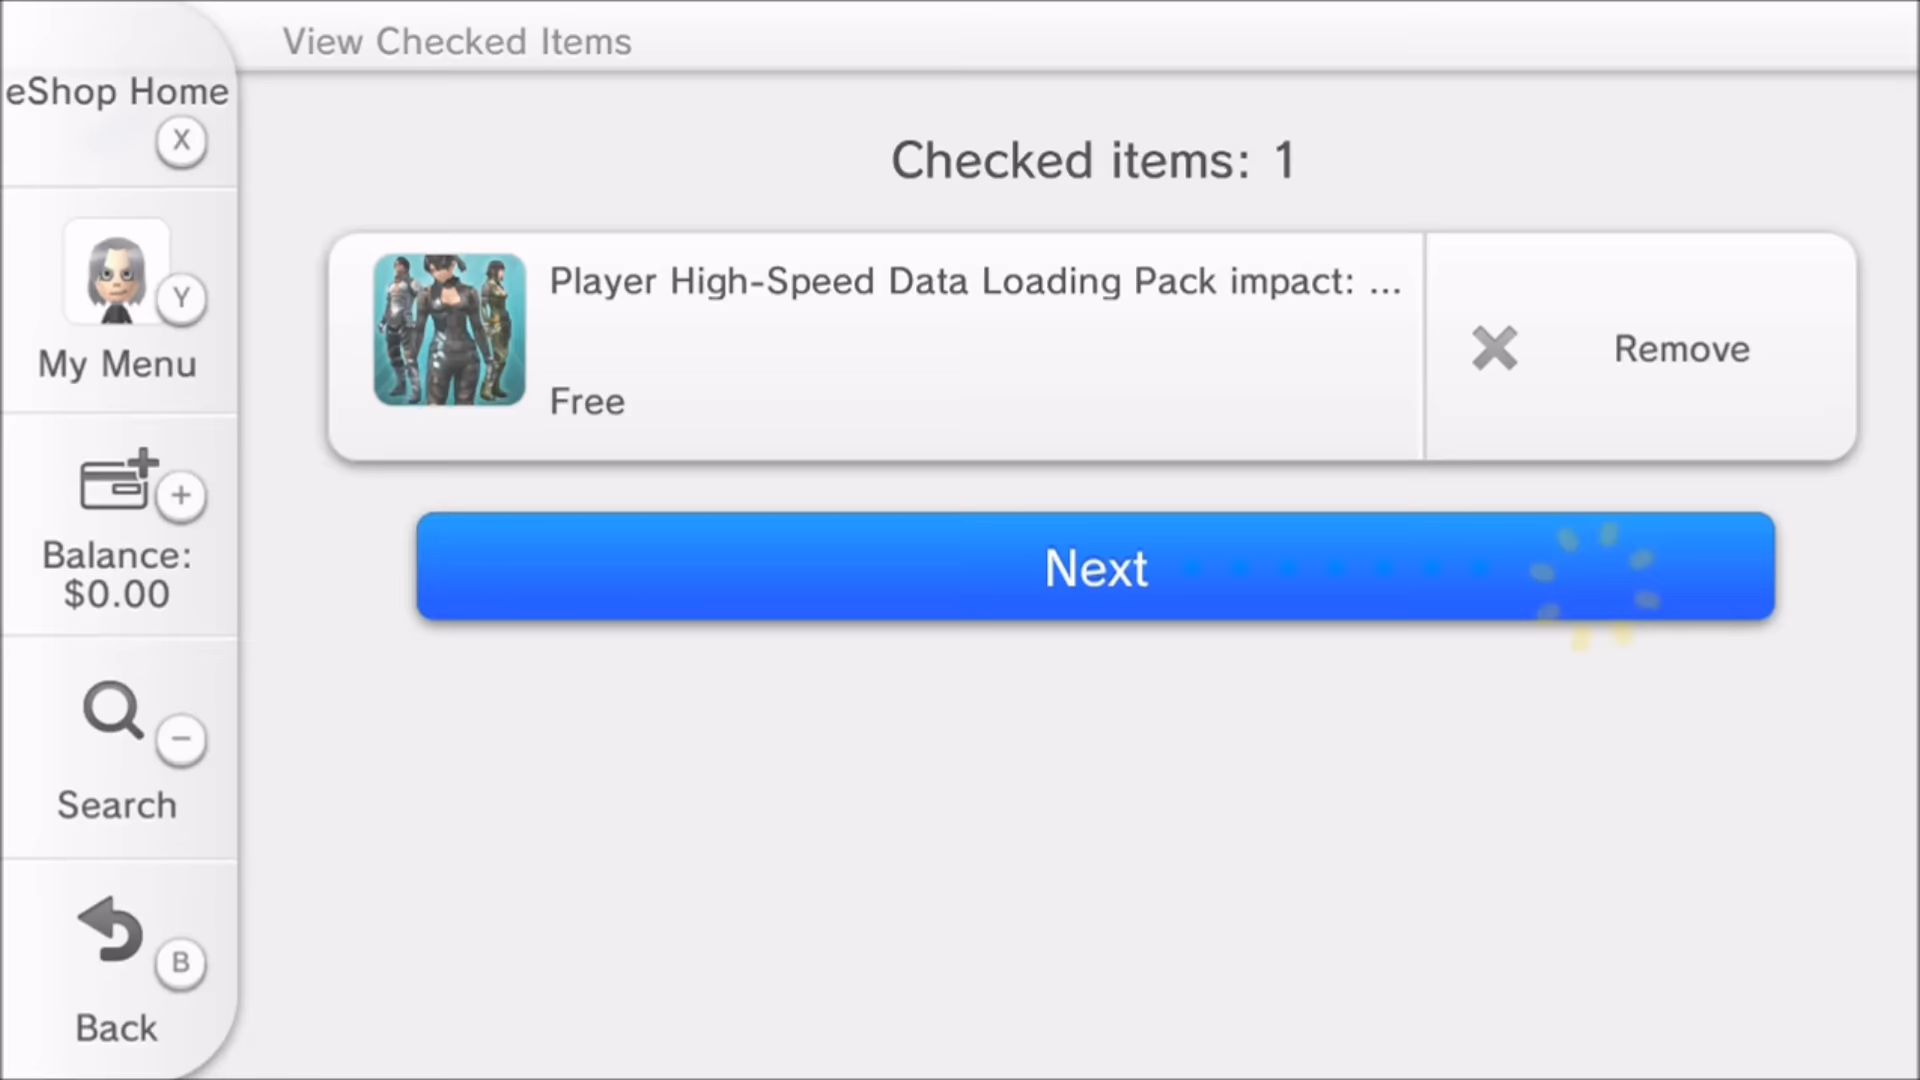 View Checked Items
eShop Home
X
Checked items: 1
Player High-Speed Data Loading Pack impact: ...
Free
Remove
Y
My Menu
+
Balance:
$0.00
Next
−
Search
B
Back